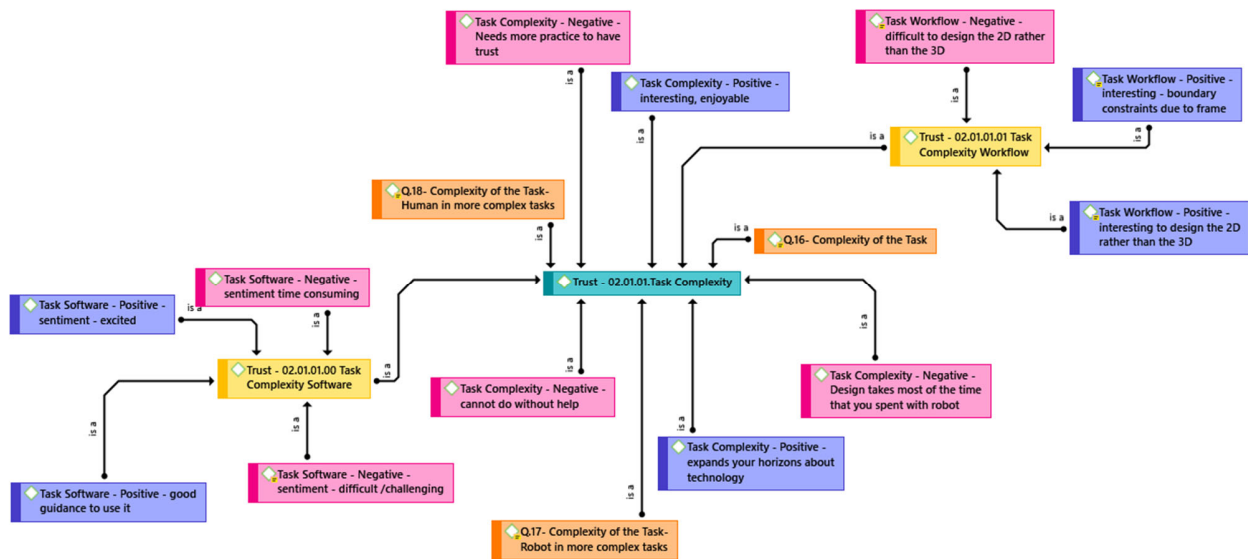 Task Complexity - Negative -
Needs more practice to have
trust
Task Workflow - Negative -
difficult to design the 2D rather
than the 3D
Task Complexity - Positive -
interesting, enjoyable
Task Workflow - Positive -
interesting - boundary
constraints due to frame
is a
is a
is a
is a
is a
Trust - 02.01.01.01 Task
Complexity Workflow
Q.18- Complexity of the Task-
Human in more complex tasks
is a
is a
Task Workflow - Positive -
interesting to design the 2D
rather than the 3D
is a
Q.16- Complexity of the Task
Trust - 02.01.01.Task Complexity
Task Software - Negative -
sentiment time consuming
Task Software - Positive -
sentiment - excited
is a
is a
is a
is a
is a
Trust - 02.01.01.00 Task
Complexity Software
is a
Task Complexity - Negative -
cannot do without help
Task Complexity - Negative -
Design takes most of the time
that you spent with robot
is a
is a
is a
Task Complexity - Positive -
expands your horizons about
technology
Task Software - Negative -
sentiment - difficult /challenging
Task Software - Positive - good
guidance to use it
is a
Q.17- Complexity of the Task-
Robot in more complex tasks